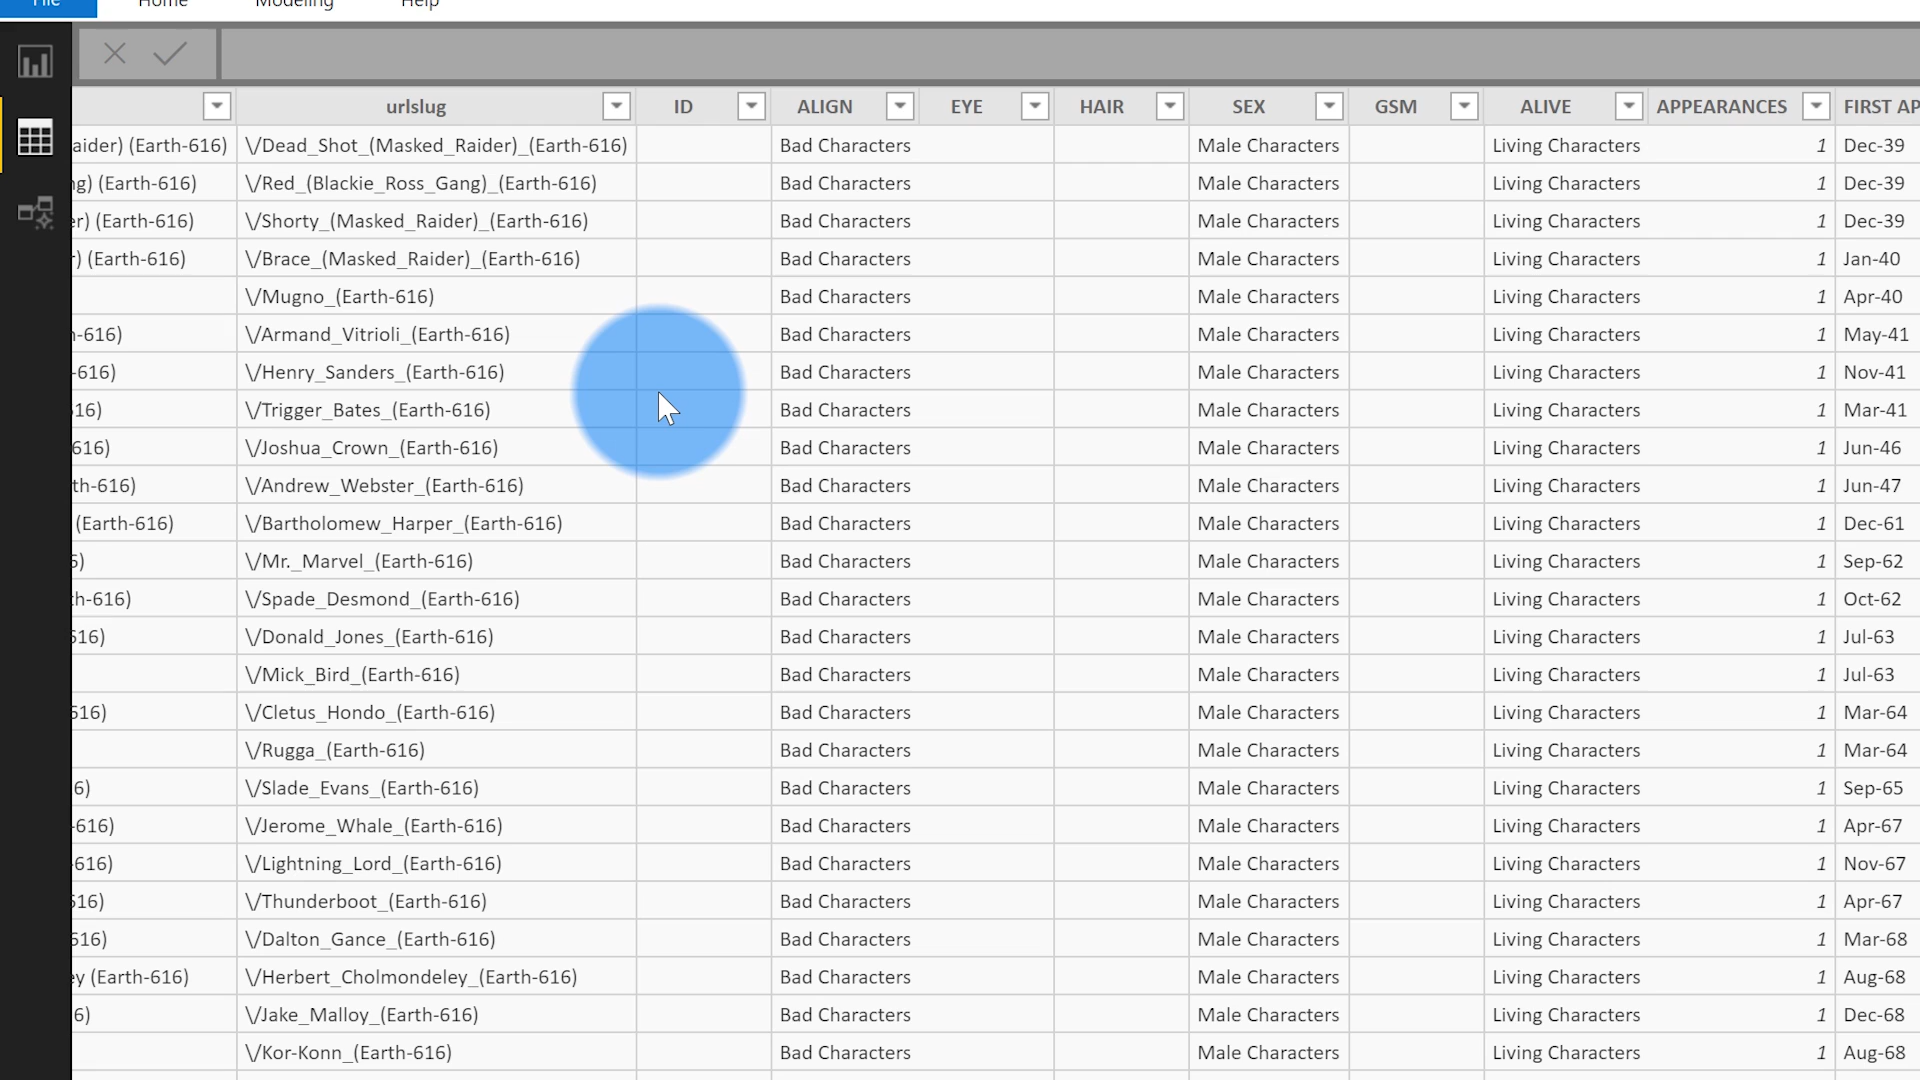 File Home Modeling Help
urlslug ID ALIGN EYE HAIR SEX GSM ALIVE APPEARANCES FIRST AP
aider) (Earth-616) \/Dead_Shot_(Masked_Raider)_(Earth-616) Bad Characters Male Characters Living Characters 1 Dec-39
ng) (Earth-616) \/Red_(Blackie_Ross_Gang)_(Earth-616) Bad Characters Male Characters Living Characters 1 Dec-39
er) (Earth-616) \/Shorty_(Masked_Raider)_(Earth-616) Bad Characters Male Characters Living Characters 1 Dec-39
) (Earth-616) \/Brace_(Masked_Raider)_(Earth-616) Bad Characters Male Characters Living Characters 1 Jan-40
\/Mugno_(Earth-616) Bad Characters Male Characters Living Characters 1 Apr-40
-616) \/Armand_Vitrioli_(Earth-616) Bad Characters Male Characters Living Characters 1 May-41
-616) \/Henry_Sanders_(Earth-616) Bad Characters Male Characters Living Characters 1 Nov-41
16) \/Trigger_Bates_(Earth-616) Bad Characters Male Characters Living Characters 1 Mar-41
616) \/Joshua_Crown_(Earth-616) Bad Characters Male Characters Living Characters 1 Jun-46
th-616) \/Andrew_Webster_(Earth-616) Bad Characters Male Characters Living Characters 1 Jun-47
(Earth-616) \/Bartholomew_Harper_(Earth-616) Bad Characters Male Characters Living Characters 1 Dec-61
6) \/Mr._Marvel_(Earth-616) Bad Characters Male Characters Living Characters 1 Sep-62
th-616) \/Spade_Desmond_(Earth-616) Bad Characters Male Characters Living Characters 1 Oct-62
616) \/Donald_Jones_(Earth-616) Bad Characters Male Characters Living Characters 1 Jul-63
\/Mick_Bird_(Earth-616) Bad Characters Male Characters Living Characters 1 Jul-63
616) \/Cletus_Hondo_(Earth-616) Bad Characters Male Characters Living Characters 1 Mar-64
\/Rugga_(Earth-616) Bad Characters Male Characters Living Characters 1 Mar-64
6) \/Slade_Evans_(Earth-616) Bad Characters Male Characters Living Characters 1 Sep-65
-616) \/Jerome_Whale_(Earth-616) Bad Characters Male Characters Living Characters 1 Apr-67
-616) \/Lightning_Lord_(Earth-616) Bad Characters Male Characters Living Characters 1 Nov-67
616) \/Thunderboot_(Earth-616) Bad Characters Male Characters Living Characters 1 Apr-67
616) \/Dalton_Gance_(Earth-616) Bad Characters Male Characters Living Characters 1 Mar-68
ey (Earth-616) \/Herbert_Cholmondeley_(Earth-616) Bad Characters Male Characters Living Characters 1 Aug-68
6) \/Jake_Malloy_(Earth-616) Bad Characters Male Characters Living Characters 1 Dec-68
\/Kor-Konn_(Earth-616) Bad Characters Male Characters Living Characters 1 Aug-68